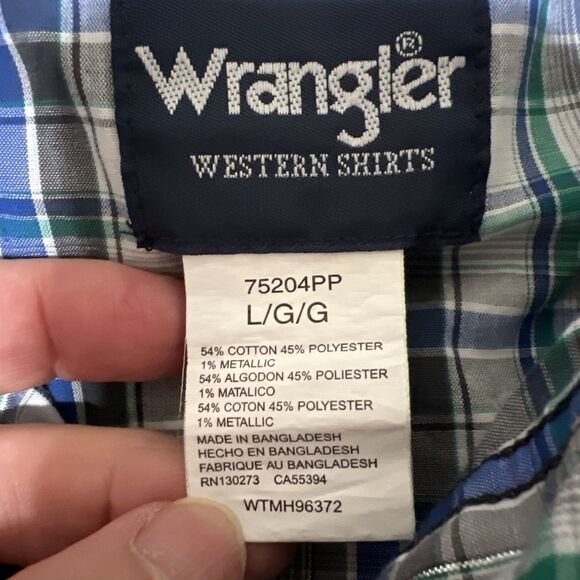 Wrangler®
WESTERN SHIRTS
75204PP
L/G/G
54% COTTON 45% POLYESTER
1% METALLIC
54% ALGODON 45% POLIESTER
1% MATALICO
54% COTON 45% POLYESTER
1% METALLIC
MADE IN BANGLADESH
HECHO EN BANGLADESH
FABRIQUE AU BANGLADESH
RN130273 CA55394
WTMH96372